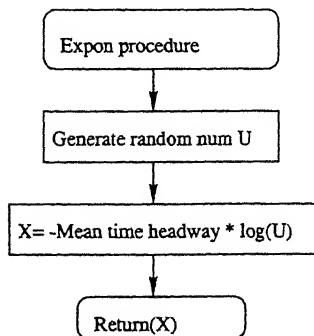 Expon procedure
Generate random num U
X= -Mean time headway * log(U)
Return(X)